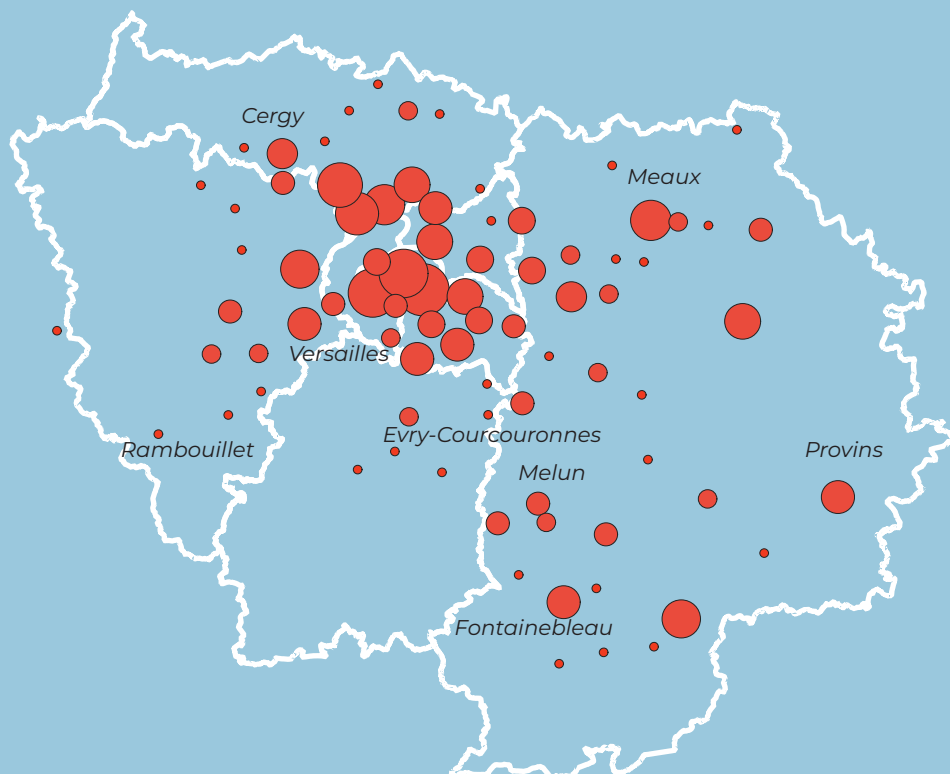 Cergy
Meaux
Versailles
Evry-Courcouronnes
Rambouillet
Provins
Melun
Fontainebleau